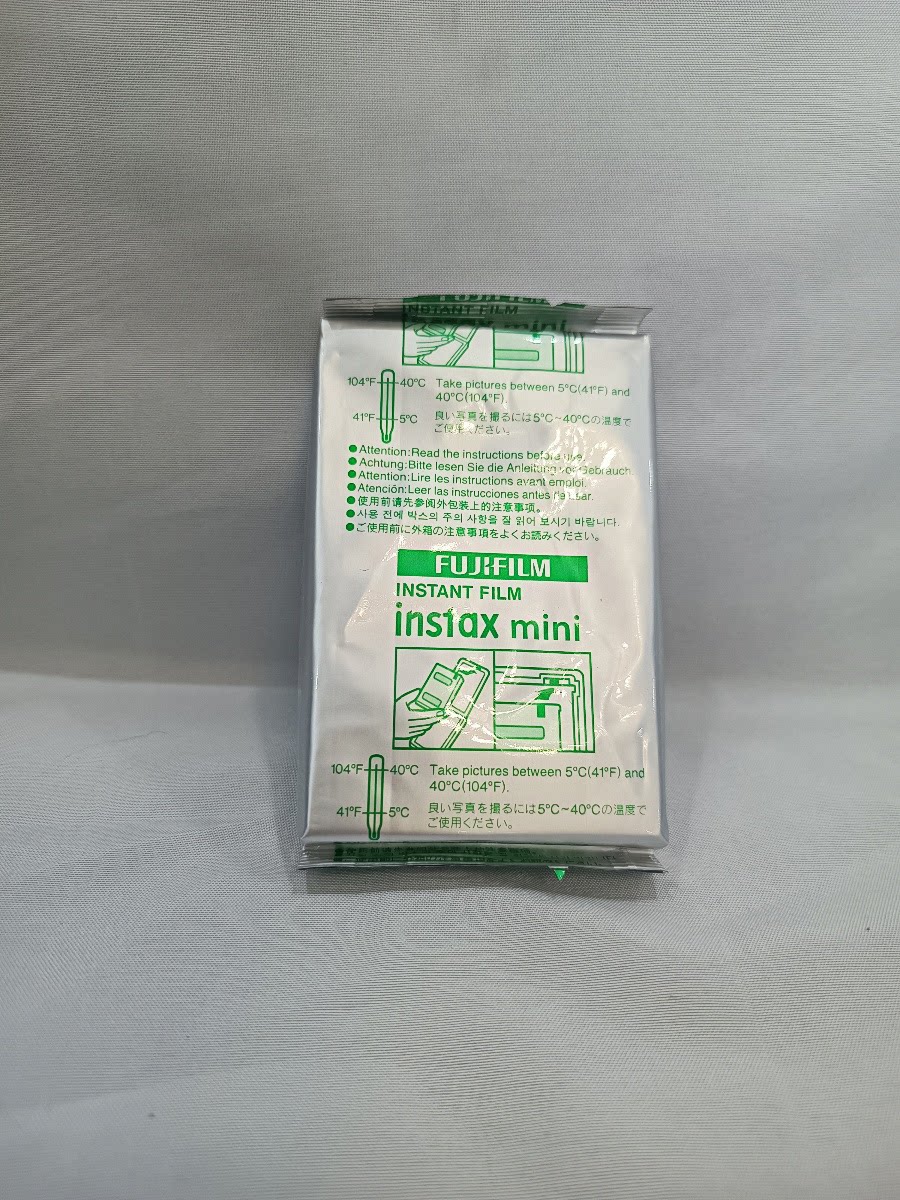 FUJIFILM
INSTANT FILM
instax mini
104°F 40°C Take pictures between 5°C(41°F) and
40°C(104°F).
41°F 5°C 良い写真を撮るには5°C~40°Cの温度で
ご使用ください。
●Attention:Read the instructions before use.
●Achtung:Bitte lesen Sie die Anleitung vor Gebrauch.
●Attention:Lire les instructions avant emploi.
●Atención:Leer las instrucciones antes de usar.
●使用前请先参阅外包装上的注意事项。
●사용 전에 박스의 주의 사항을 잘 읽어 보시기 바랍니다.
●ご使用前に外箱の注意事項をよくお読みください。
FUJIFILM
INSTANT FILM
instax mini
104°F 40°C Take pictures between 5°C(41°F) and
40°C(104°F).
41°F 5°C 良い写真を撮るには5°C~40°Cの温度で
ご使用ください。